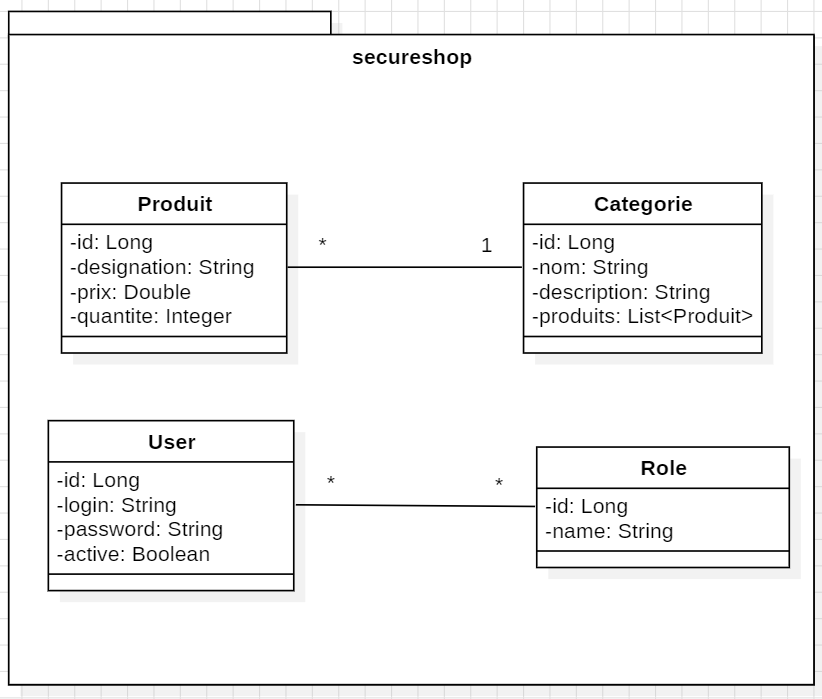 secureshop
Produit
-id: Long
-designation: String
-prix: Double
-quantite: Integer
* 1
Categorie
-id: Long
-nom: String
-description: String
-produits: List<Produit>
User
-id: Long
-login: String
-password: String
-active: Boolean
* *
Role
-id: Long
-name: String